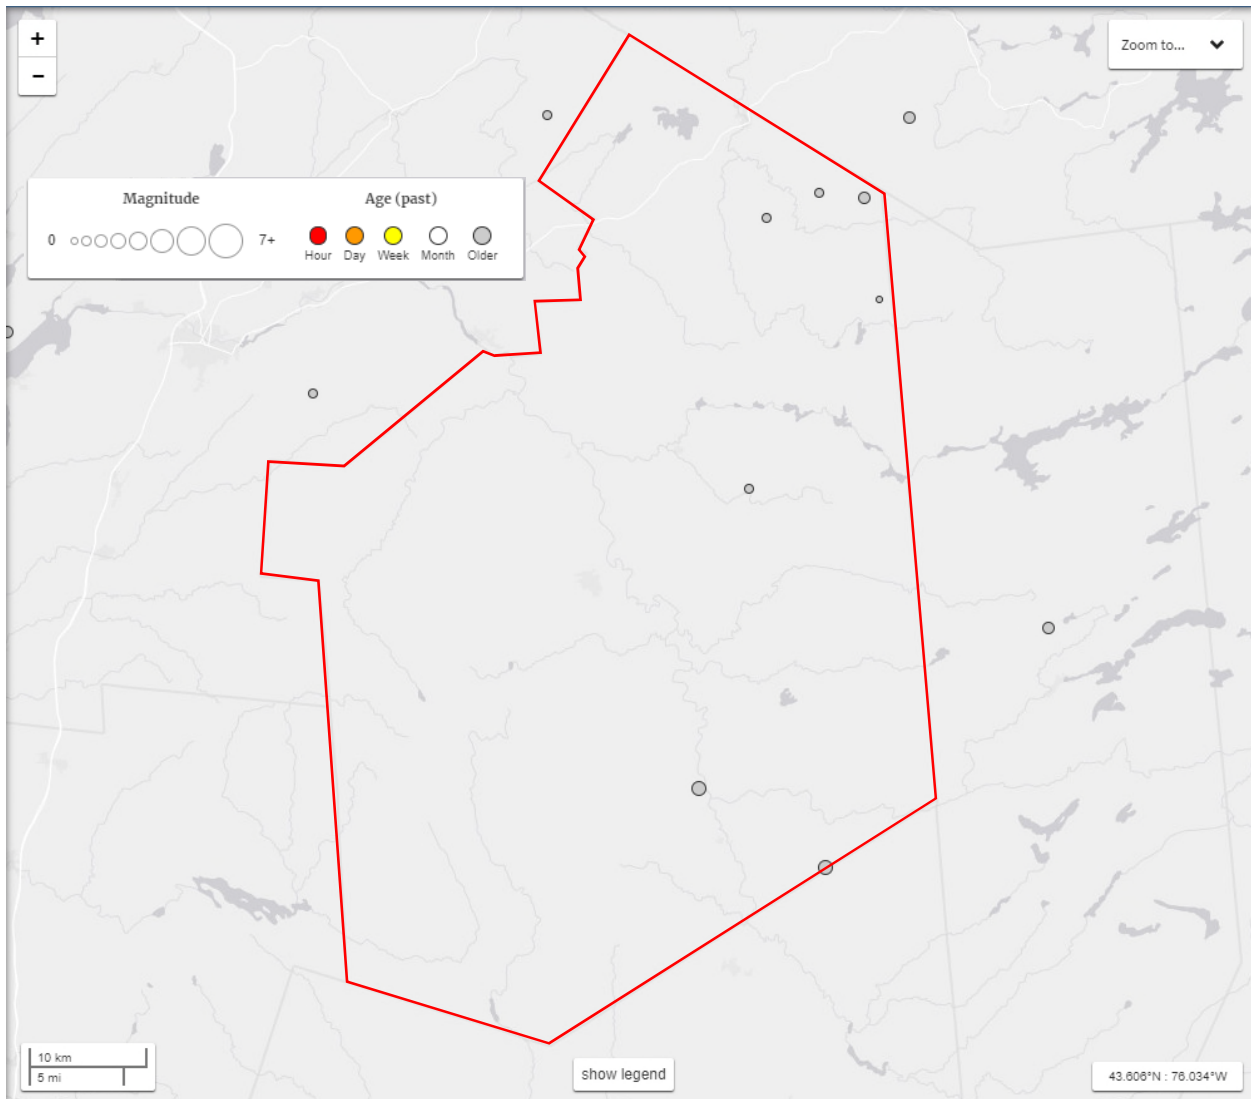 +
Zoom to...
−
Magnitude Age (past)
0 7+
Hour Day Week Month Older
10 km
5 mi
show legend
43.606°N : 76.034°W